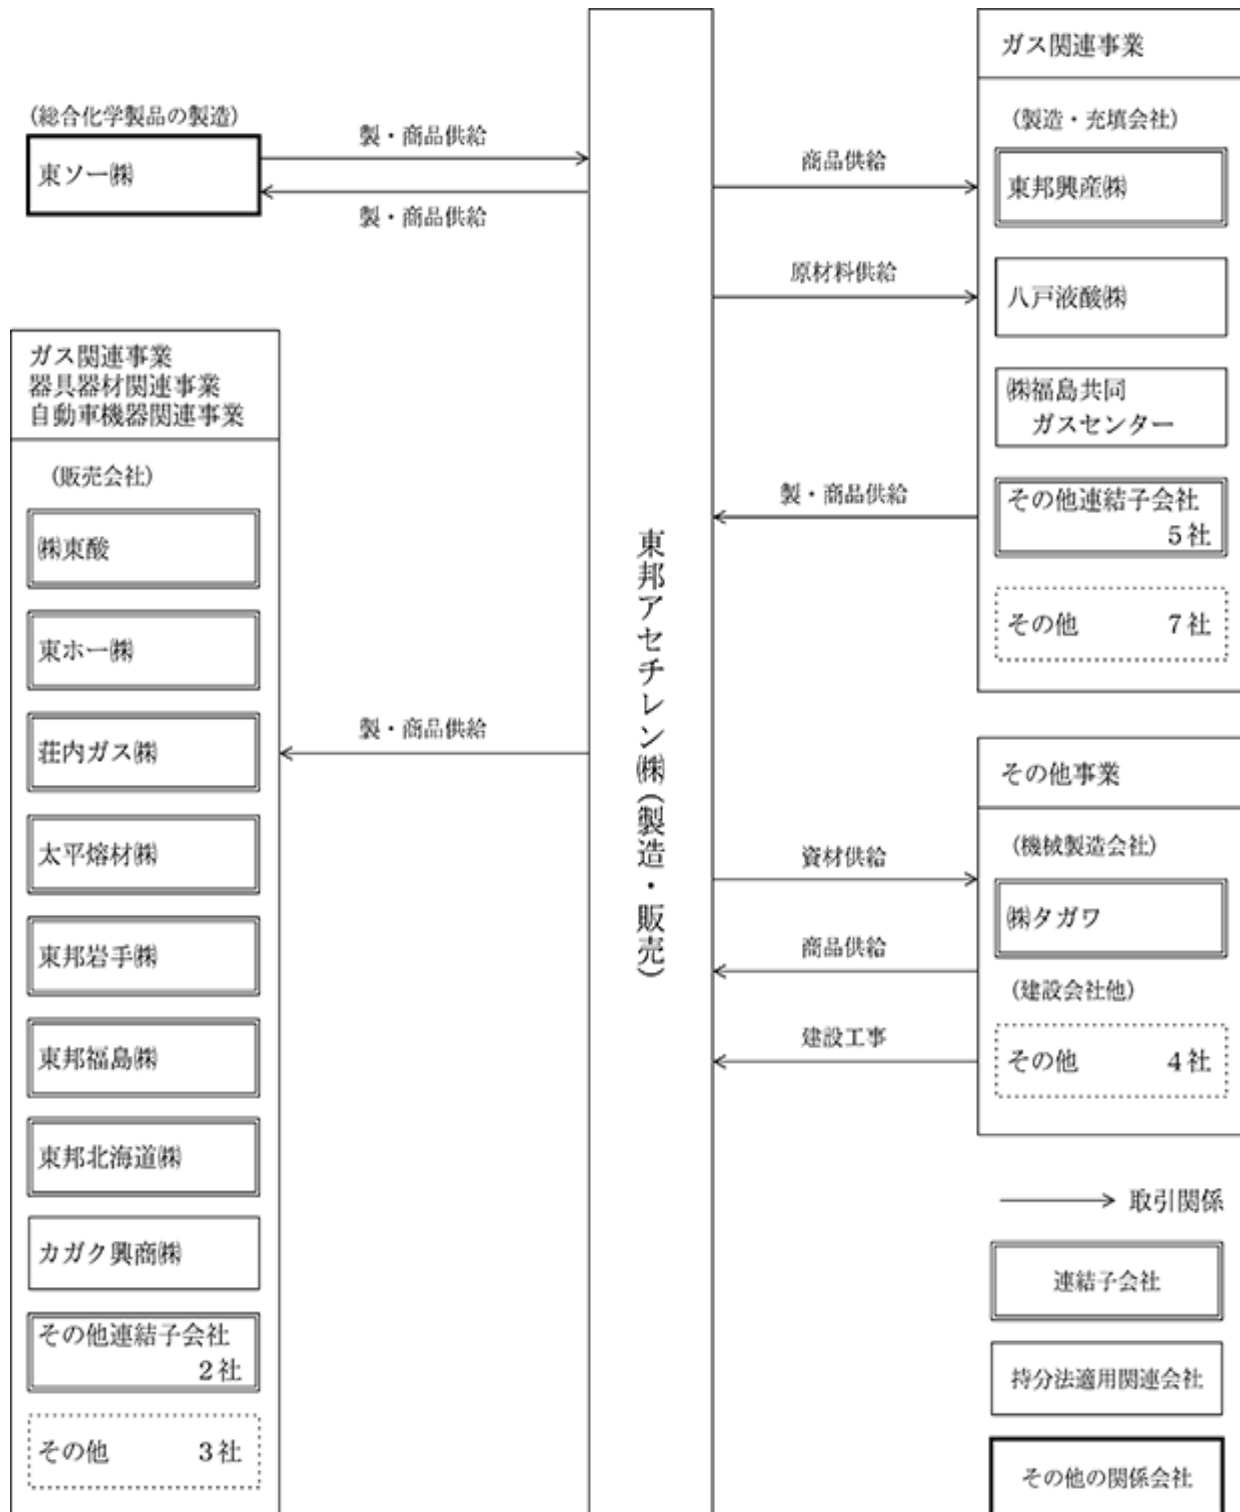 (総合化学製品の製造)
東ソー㈱
製・商品供給
製・商品供給
ガス関連事業
器具器材関連事業
自動車機器関連事業
(販売会社)
㈱東酸
東ホー㈱
荘内ガス㈱
太平熔材㈱
東邦岩手㈱
東邦福島㈱
東邦北海道㈱
カガク興商㈱
その他連結子会社
2社
その他 3社
製・商品供給
東邦アセチレン㈱(製造・販売)
商品供給
原材料供給
製・商品供給
ガス関連事業
(製造・充填会社)
東邦興産㈱
八戸液酸㈱
㈱福島共同
ガスセンター
その他連結子会社
5社
その他 7社
資材供給
商品供給
建設工事
その他事業
(機械製造会社)
㈱タガワ
(建設会社他)
その他 4社
取引関係
連結子会社
持分法適用関連会社
その他の関係会社